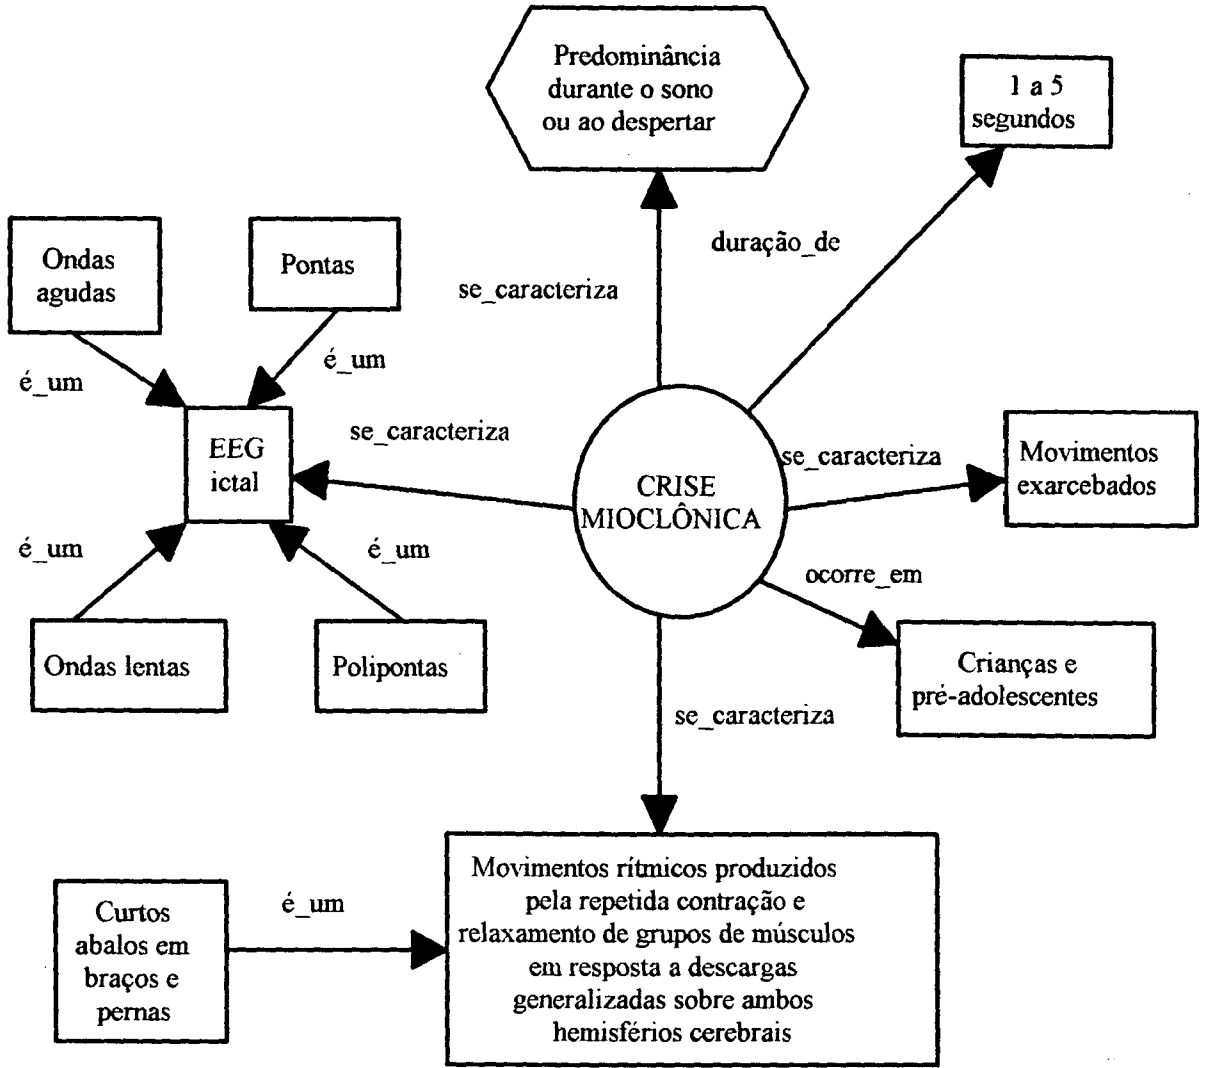 Predominância
durante o sono
ou ao despertar
1 a 5
segundos
duração_de
se_caracteriza
Ondas
agudas
Pontas
é_um
é_um
se_caracteriza
EEG
ictal
CRISE
MIOCLÔNICA
se_caracteriza
Movimentos
exarcebados
é_um
é_um
ocorre_em
Ondas lentas
Polipontas
Crianças e
pré-adolescentes
se_caracteriza
Movimentos rítmicos produzidos
pela repetida contração e
relaxamento de grupos de músculos
em resposta a descargas
generalizadas sobre ambos
hemisférios cerebrais
é_um
Curtos
abalos em
braços e
pernas